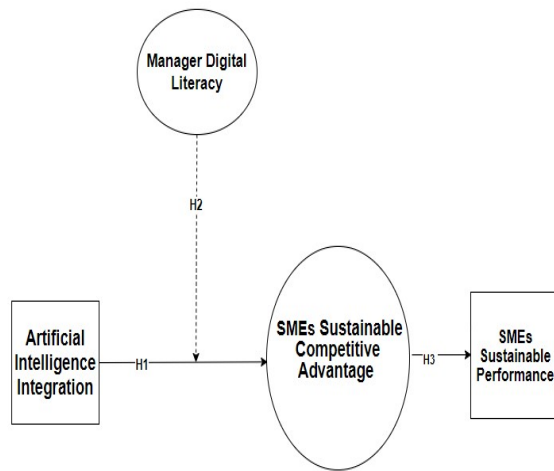 Manager Digital
Literacy
H2
Artificial
Intelligence
Integration
H1
SMEs Sustainable
Competitive
Advantage
H3
SMEs
Sustainable
Performance